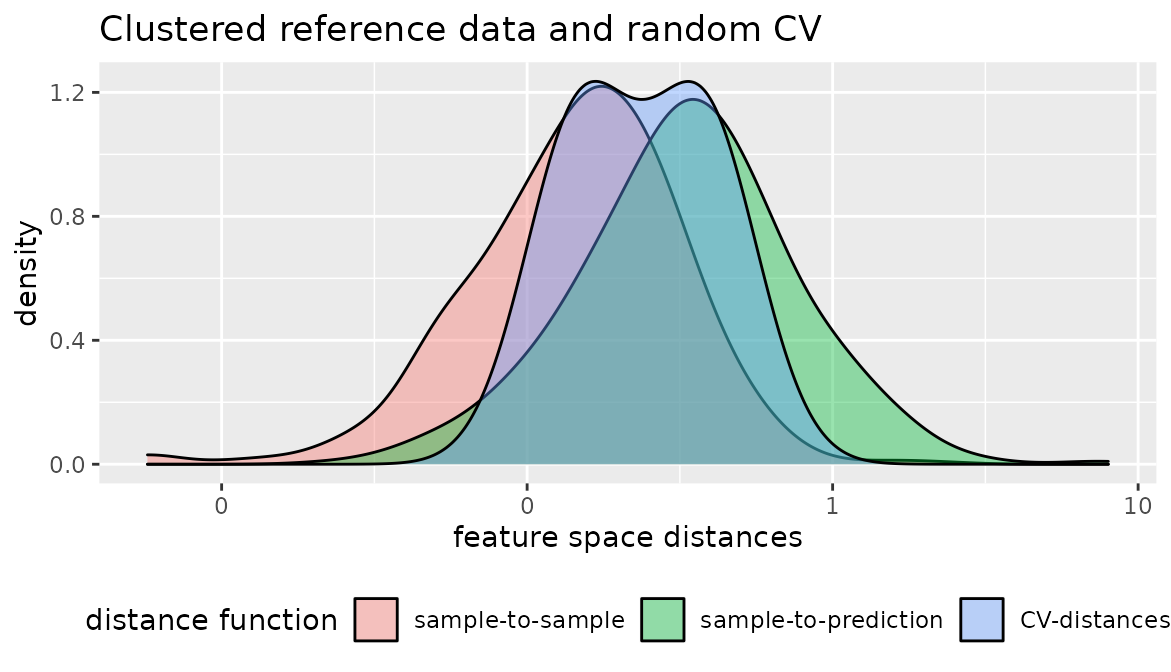 Clustered reference data and random CV
1.2
0.8
0.4
0.0
density
0 0 1 10
feature space distances
distance function sample-to-sample sample-to-prediction CV-distances